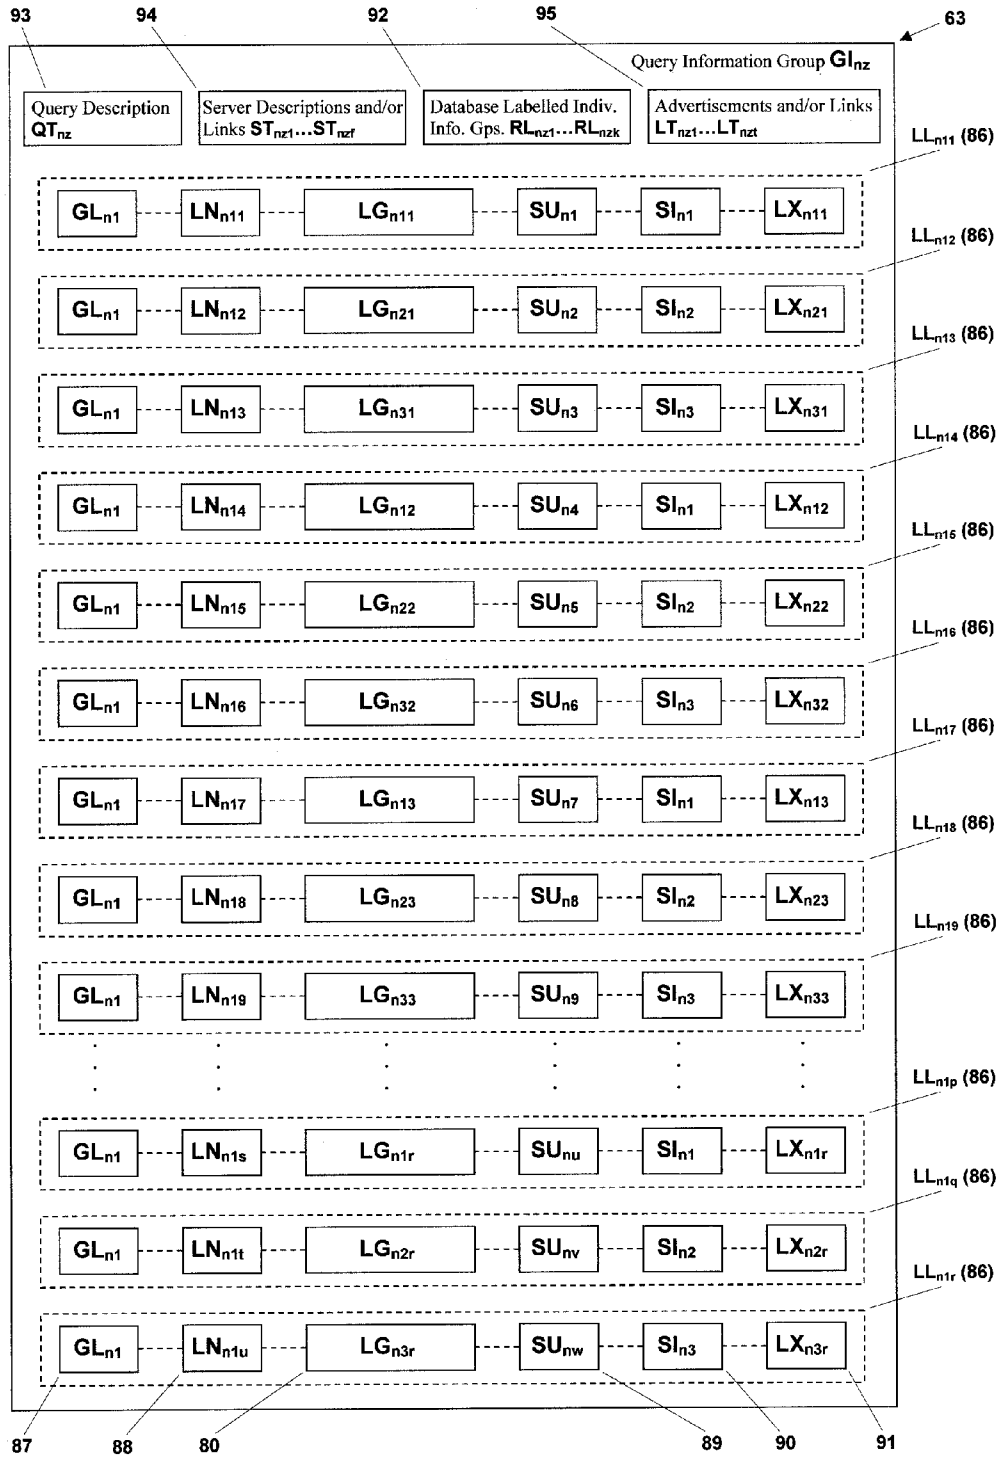 93 94 92 95 63
Query Information Group GInz
Query Description
QTnz
Server Descriptions and/or
Links STnz1...STnzf
Database Labelled Indiv.
Info. Gps. RLnz1...RLnzk
Advertisements and/or Links
LTnz1...LTnzt
LLn11 (86)
GLn1 LNn11 LGn11 SUn1 SIn1 LXn11
LLn12 (86)
GLn1 LNn12 LGn21 SUn2 SIn2 LXn21
LLn13 (86)
GLn1 LNn13 LGn31 SUn3 SIn3 LXn31
LLn14 (86)
GLn1 LNn14 LGn12 SUn4 SIn1 LXn12
LLn15 (86)
GLn1 LNn15 LGn22 SUn5 SIn2 LXn22
LLn16 (86)
GLn1 LNn16 LGn32 SUn6 SIn3 LXn32
LLn17 (86)
GLn1 LNn17 LGn13 SUn7 SIn1 LXn13
LLn18 (86)
GLn1 LNn18 LGn23 SUn8 SIn2 LXn23
LLn19 (86)
GLn1 LNn19 LGn33 SUn9 SIn3 LXn33
LLn1p (86)
GLn1 LNn1s LGn1r SUnu SIn1 LXn1r
LLn1q (86)
GLn1 LNn1t LGn2r SUnv SIn2 LXn2r
LLn1r (86)
GLn1 LNn1u LGn3r SUnw SIn3 LXn3r
87 88 80 89 90 91